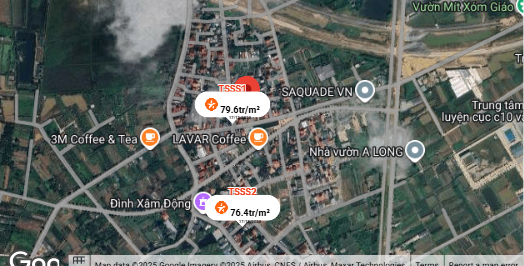 Vườn Mít Xóm Giáo
TSSS1
SAQUADE VN
79.6tr/m²
Trung tâm
luyện cục c10
3M Coffee & Tea
LAVAR Coffee
Nhà vườn A LONG
TSSS2
Đình Xâm Động
76.4tr/m²
Goo
Map data ©2025 Google Imagery ©2025 Airbus, CNES / Airbus, Maxar Technologies
Terms
Report a map error